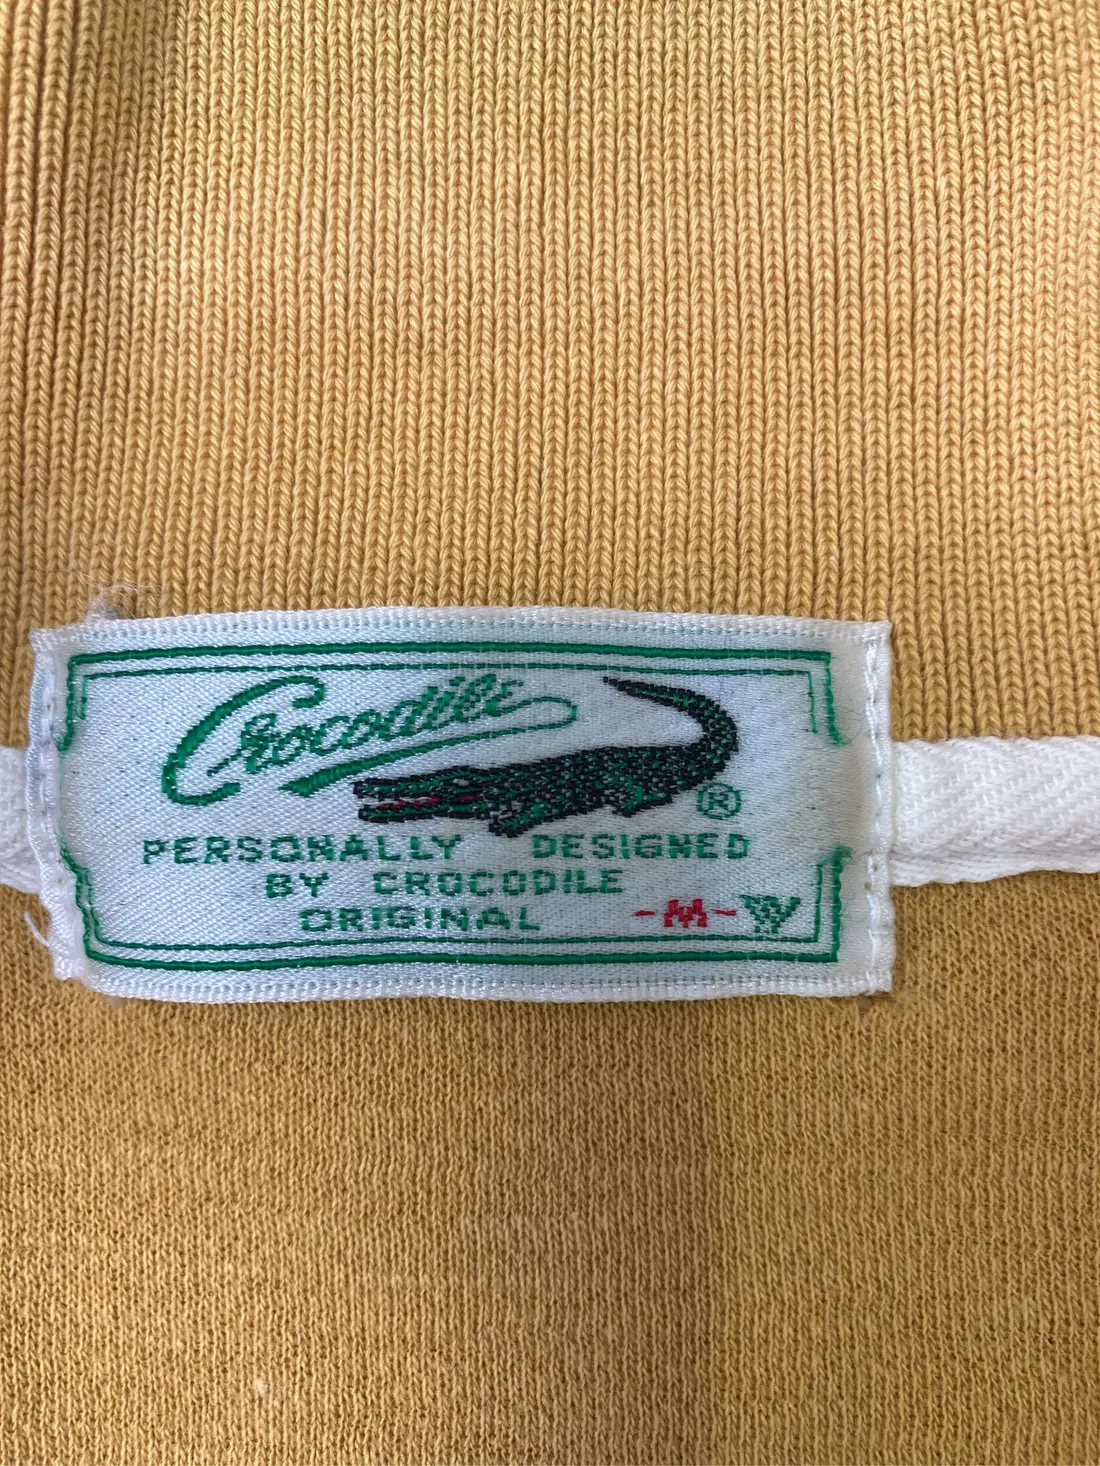 Crocodile
®
PERSONALLY DESIGNED
BY CROCODILE
ORIGINAL -M-